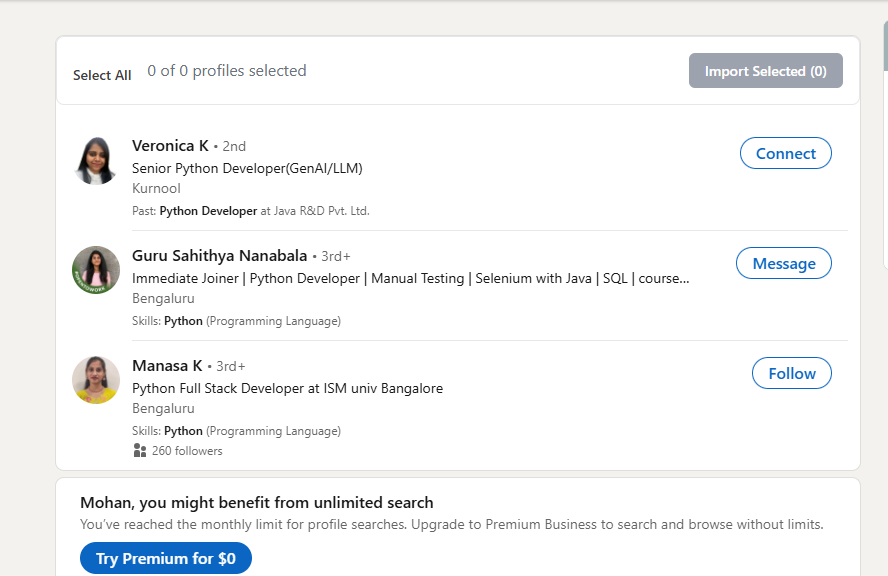 Select All
0 of 0 profiles selected
Import Selected (0)
Veronica K • 2nd
Connect
Senior Python Developer(GenAI/LLM)
Kurnool
Past: Python Developer at Java R&D Pvt. Ltd.
Guru Sahithya Nanabala • 3rd+
Message
Immediate Joiner | Python Developer | Manual Testing | Selenium with Java | SQL | course...
Bengaluru
Skills: Python (Programming Language)
Manasa K • 3rd+
Follow
Python Full Stack Developer at ISM univ Bangalore
Bengaluru
Skills: Python (Programming Language)
260 followers
Mohan, you might benefit from unlimited search
You’ve reached the monthly limit for profile searches. Upgrade to Premium Business to search and browse without limits.
Try Premium for $0